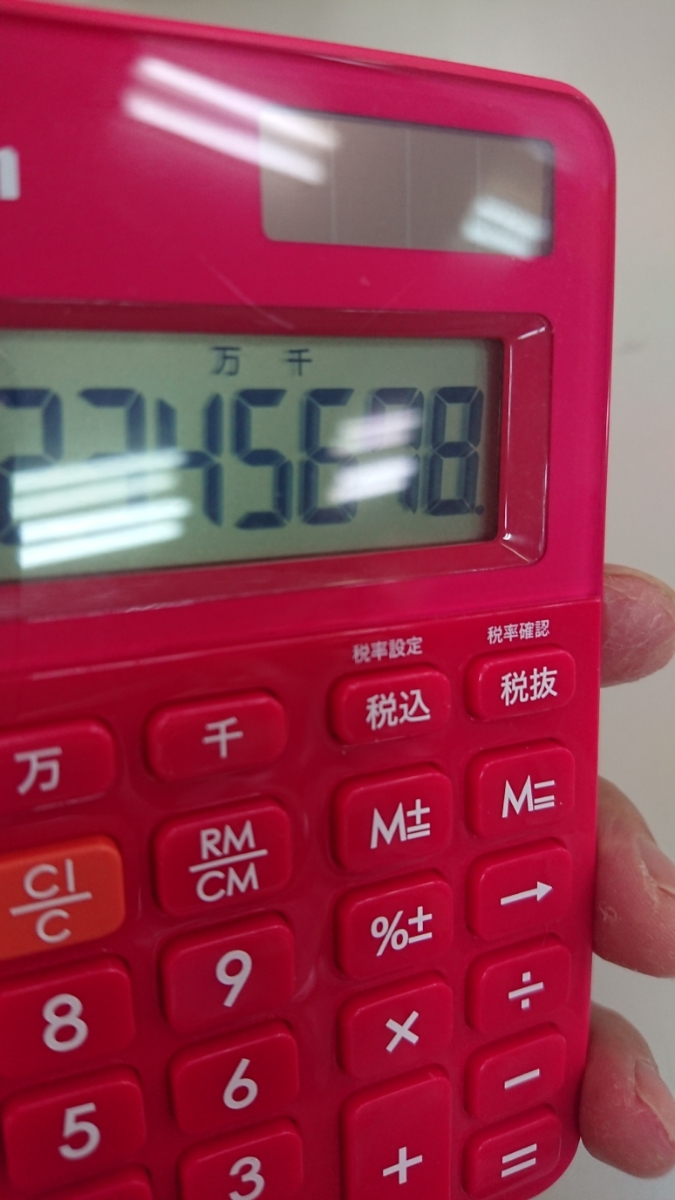 万 千
2345678.
税率設定 税率確認
万 千 税込 税抜
RM/CM M± M=
CI/C %± →
8 9 × ÷
5 6 + −
3 =